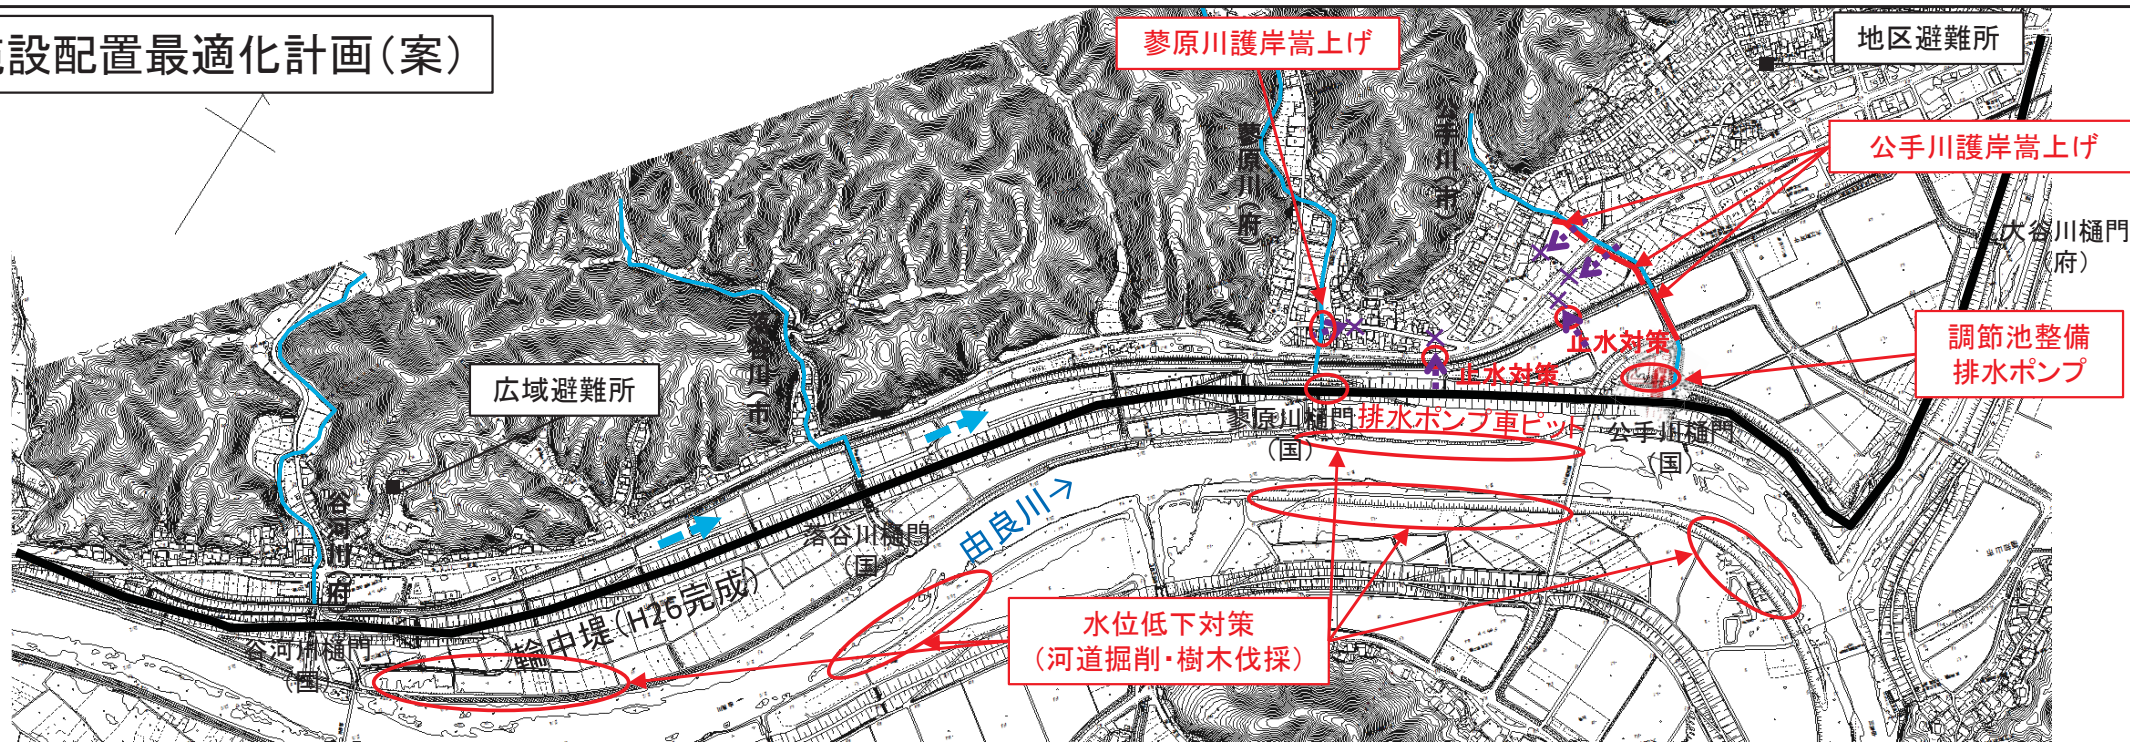 設配置最適化計画(案)
蓼原川護岸嵩上げ
地区避難所
公手川護岸嵩上げ
蓼原川(府)
公手川(市)
大谷川樋門
府)
調節池整備
排水ポンプ
止水対策
止水対策
広域避難所
落谷川(市)
蓼原川樋門
(国)
排水ポンプ車ピット
公手川樋門
(国)
谷河川(府)
落谷川樋門
(国)
由良川→
輪中堤(H26完成)
谷河川樋門
(国)
水位低下対策
(河道掘削・樹木伐採)